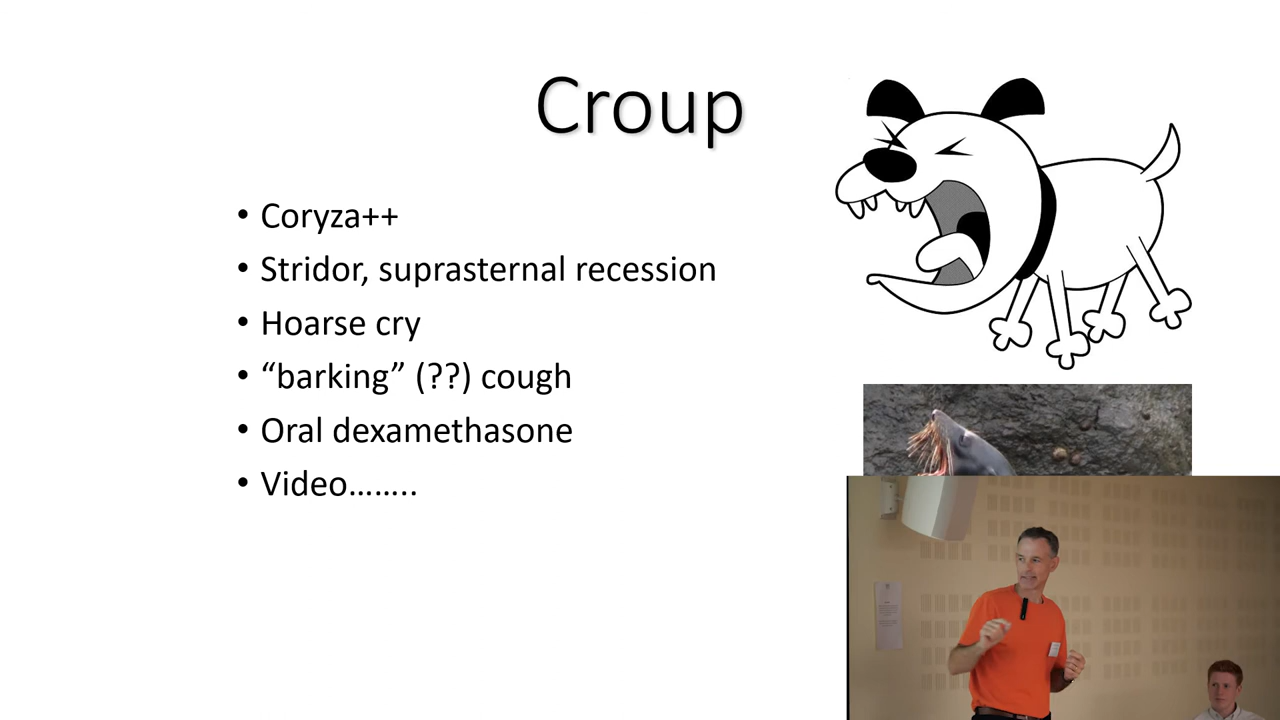 Croup
• Coryza++
• Stridor, suprasternal recession
• Hoarse cry
• “barking” (??) cough
• Oral dexamethasone
• Video……..